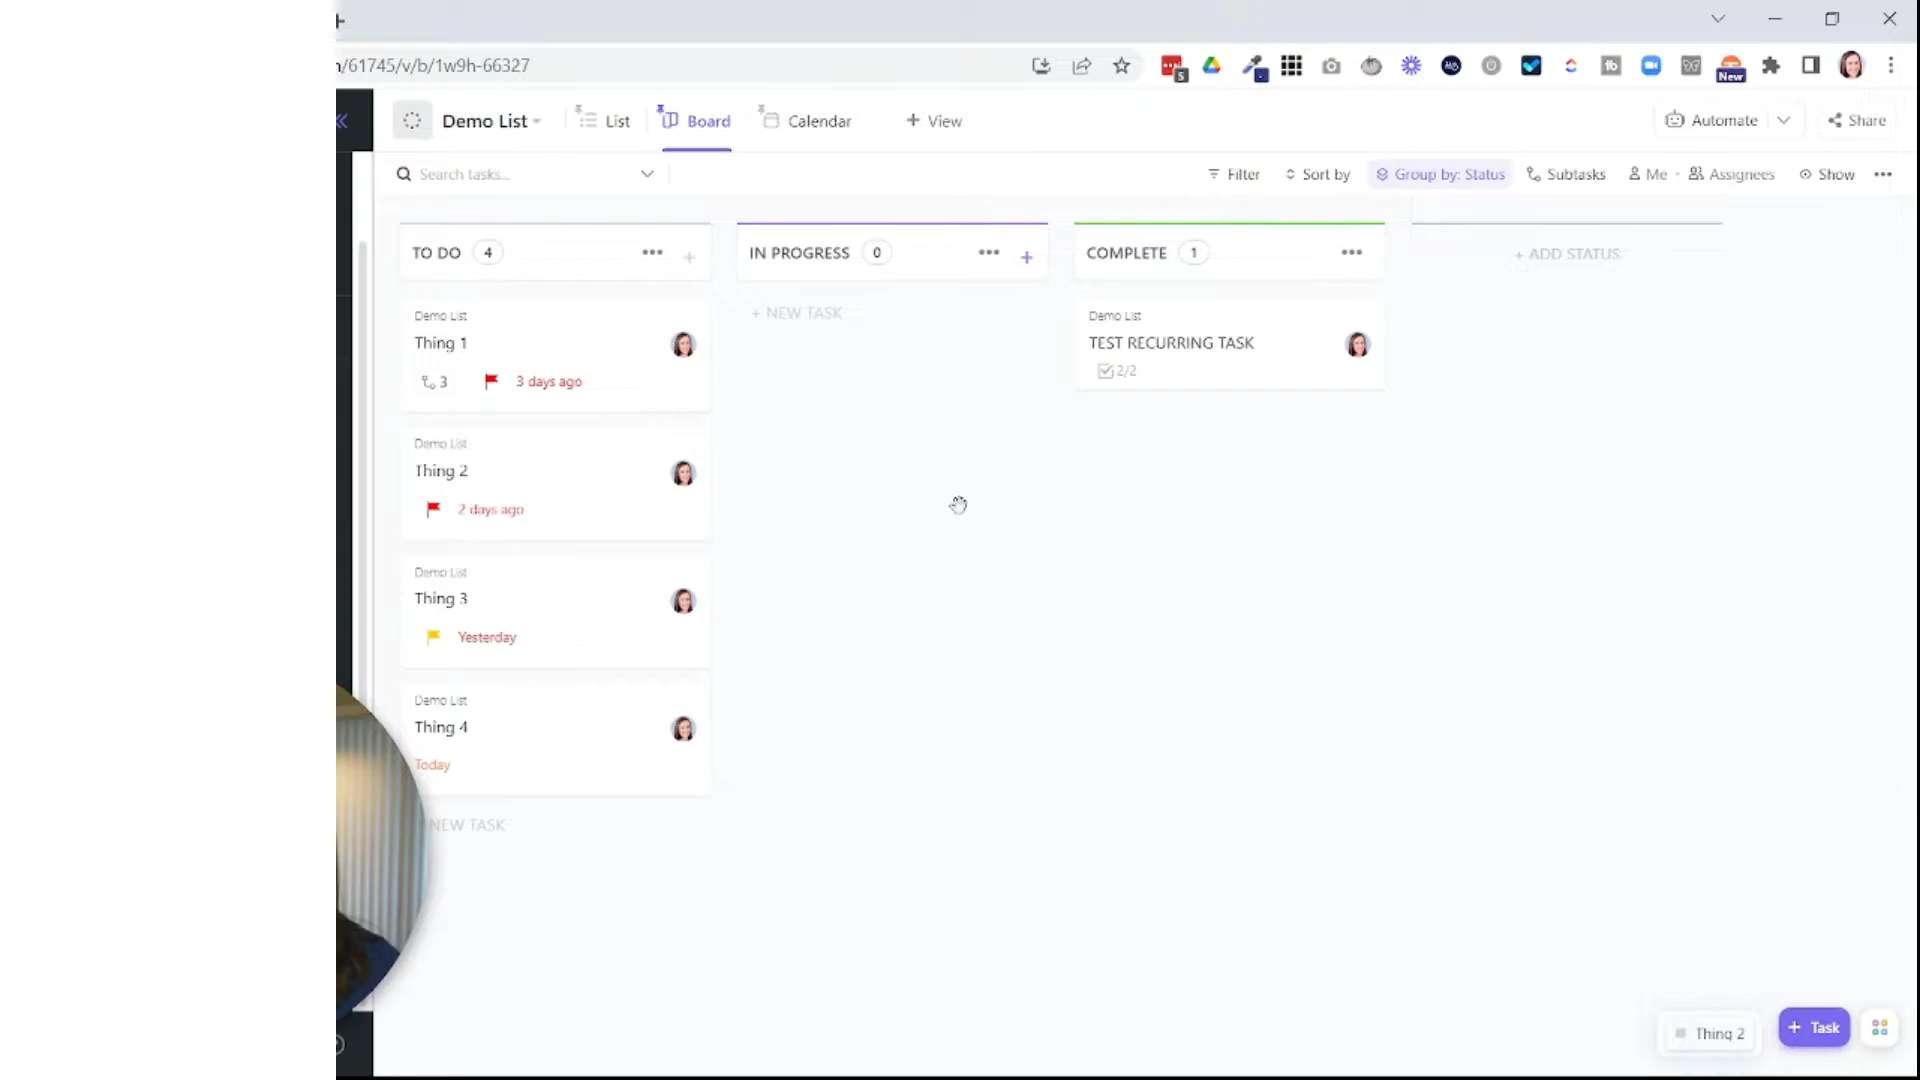 /61745/v/b/1w9h-66327
5
New
Demo List
List
Board
Calendar
+ View
Automate
Share
Search tasks...
Filter
Sort by
Group by: Status
Subtasks
Me
Assignees
Show
TO DO 4
IN PROGRESS 0
COMPLETE 1
+ ADD STATUS
Demo List
Thing 1
3
3 days ago
Demo List
Thing 2
2 days ago
Demo List
Thing 3
Yesterday
Demo List
Thing 4
Today
NEW TASK
+ NEW TASK
Demo List
TEST RECURRING TASK
2/2
Thing 2
+ Task